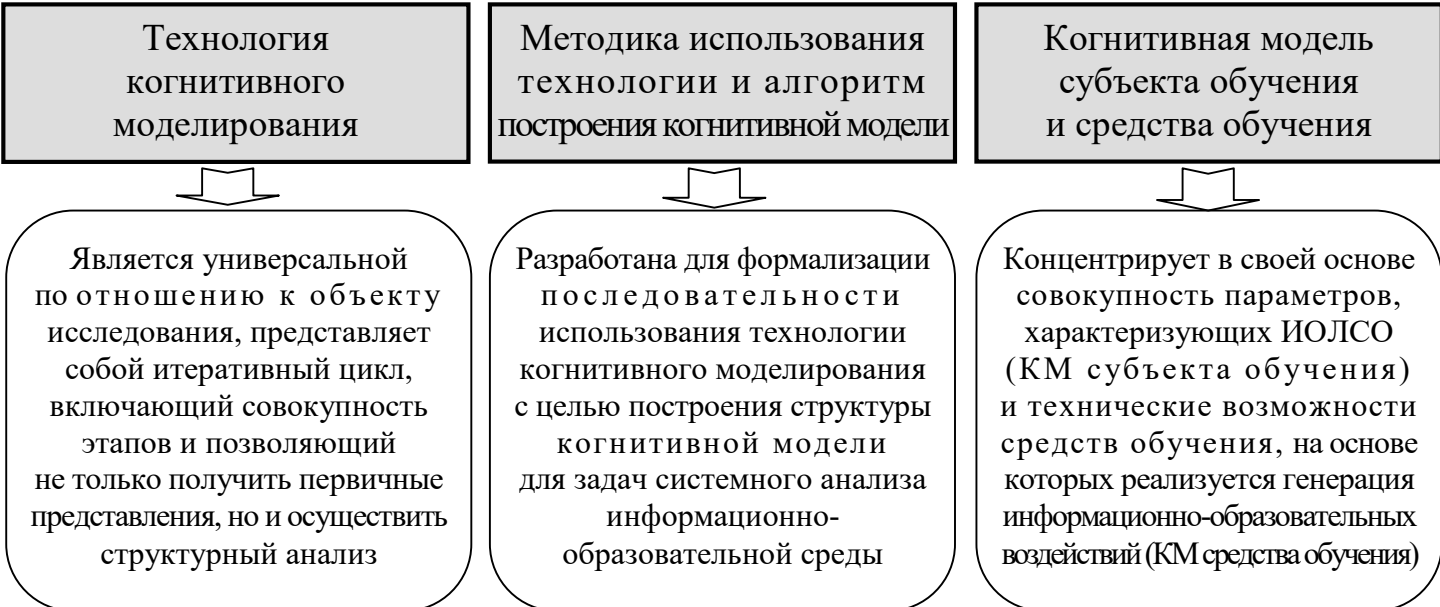 Технология
когнитивного
моделирования
Является универсальной
по отношению к объекту
исследования, представляет
собой итеративный цикл,
включающий совокупность
этапов и позволяющий
не только получить первичные
представления, но и осуществить
структурный анализ
Методика использования
технологии и алгоритм
построения когнитивной модели
Разработана для формализации
последовательности
использования технологии
когнитивного моделирования
с целью построения структуры
когнитивной модели
для задач системного анализа
информационно-
образовательной среды
Когнитивная модель
субъекта обучения
и средства обучения
Концентрирует в своей основе
совокупность параметров,
характеризующих ИОЛСО
(КМ субъекта обучения)
и технические возможности
средств обучения, на основе
которых реализуется генерация
информационно-образовательных
воздействий (КМ средства обучения)